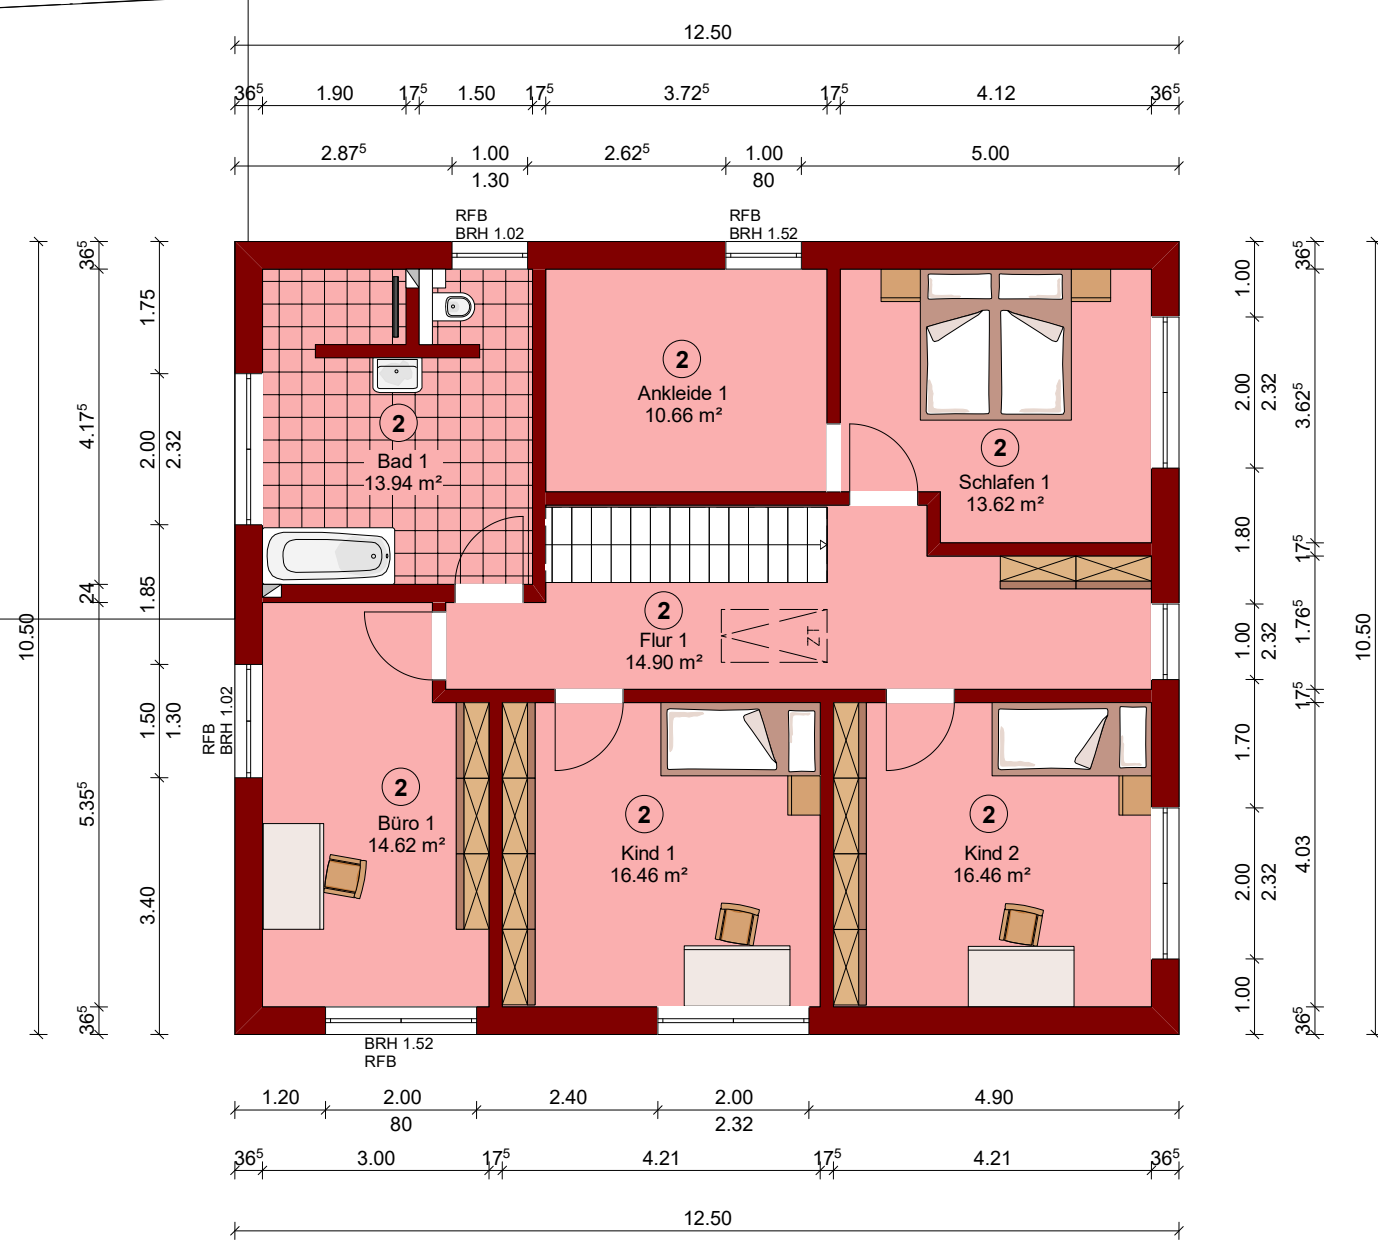 12.50
36⁵ 1.90 17⁵ 1.50 17⁵ 3.72⁵ 17⁵ 4.12 36⁵
2.87⁵ 1.00 2.62⁵ 1.00 5.00
1.30 80
RFB
BRH 1.02
RFB
BRH 1.52
10.50
36⁵ 4.17⁵ 24 5.35⁵ 36⁵
1.75 2.00 1.85 1.50 3.40
2.32 1.30
RFB
BRH 1.02
2
Bad 1
13.94 m²
2
Ankleide 1
10.66 m²
2
Schlafen 1
13.62 m²
2
Flur 1
14.90 m²
ZT
2
Büro 1
14.62 m²
2
Kind 1
16.46 m²
2
Kind 2
16.46 m²
1.00 2.00 1.80 1.00 1.70 2.00 1.00
2.32 2.32 2.32
36⁵ 3.62⁵ 17⁵ 1.76⁵ 17⁵ 4.03 36⁵
10.50
BRH 1.52
RFB
1.20 2.00 2.40 2.00 4.90
80 2.32
36⁵ 3.00 17⁵ 4.21 17⁵ 4.21 36⁵
12.50